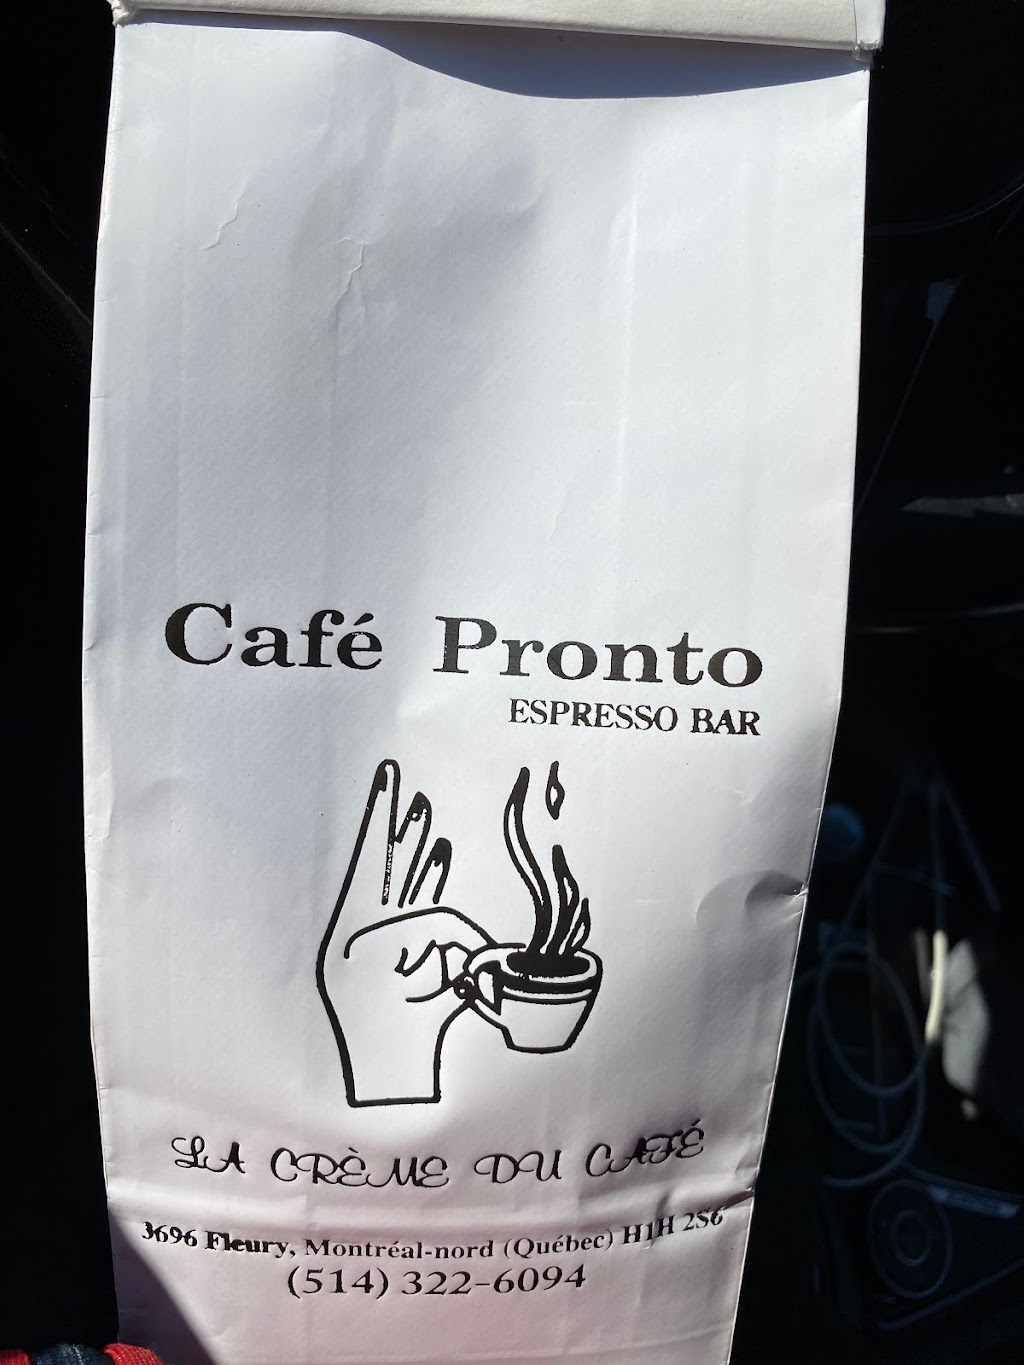 Café Pronto
ESPRESSO BAR
LA CRÈME DU CAFÉ
3696 Fleury, Montréal-nord (Québec) H1H 2S6
(514) 322-6094